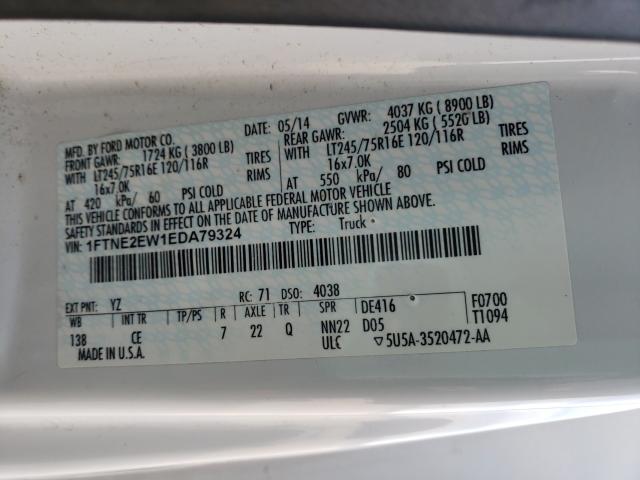 MFD. BY FORD MOTOR CO.
DATE: 05/14 GVWR: 4037 KG ( 8900 LB)
FRONT GAWR: 1724 KG ( 3800 LB) REAR GAWR: 2504 KG ( 5520 LB)
WITH LT245/75R16E 120/116R TIRES WITH LT245/75R16E 120/116R TIRES
16x7.0K RIMS 16x7.0K RIMS
AT 420 kPa/ 60 PSI COLD AT 550 kPa/ 80 PSI COLD
THIS VEHICLE CONFORMS TO ALL APPLICABLE FEDERAL MOTOR VEHICLE
SAFETY STANDARDS IN EFFECT ON THE DATE OF MANUFACTURE SHOWN ABOVE.
VIN: 1FTNE2EW1EDA79324 TYPE: Truck
EXT PNT: YZ RC: 71 DSO: 4038
WB INT TR TP/PS R AXLE TR SPR DE416 F0700
138 CE 7 22 Q NN22 D05 T1094
MADE IN U.S.A. ULC ▽5U5A-3520472-AA